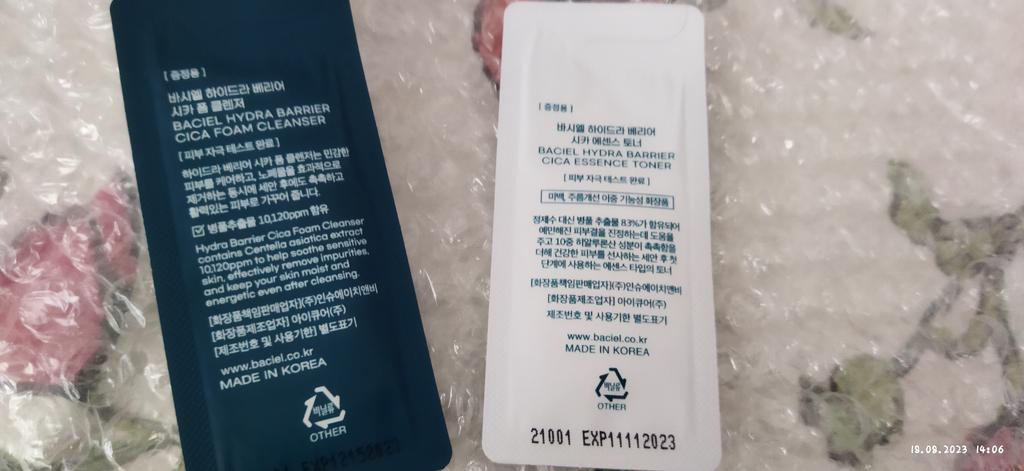 [ 증정용 ]
바시엘 하이드라 베리어
시카 폼 클렌저
BACIEL HYDRA BARRIER
CICA FOAM CLEANSER
[ 피부 자극 테스트 완료 ]
하이드라 베리어 시카 폼 클렌저는 민감한
피부를 케어하고, 노폐물을 효과적으로
제거하는 동시에 세안 후에도 촉촉하고
활력있는 피부로 가꾸어 줍니다.
병풀추출물 10,120ppm 함유
Hydra Barrier Cica Foam Cleanser
contains Centella asiatica extract
10,120ppm to help soothe sensitive
skin, effectively remove impurities,
and keep your skin moist and
energetic even after cleansing.
[화장품책임판매업자](주)인슈에이치앤비
[화장품제조업자] 아이큐어(주)
[제조번호 및 사용기한] 별도표기
www.baciel.co.kr
MADE IN KOREA
비닐류
OTHER
EXP12152023
[ 증정용 ]
바시엘 하이드라 베리어
시카 에센스 토너
BACIEL HYDRA BARRIER
CICA ESSENCE TONER
[ 피부 자극 테스트 완료 ]
미백, 주름개선 이중 기능성 화장품
정제수 대신 병풀 추출물 83%가 함유되어
예민해진 피부결을 진정하는데 도움을
주고 10중 히알루론산 성분이 촉촉함을
더해 건강한 피부를 선사하는 세안 후 첫
단계에 사용하는 에센스 타입의 토너
[화장품책임판매업자](주)인슈에이치앤비
[화장품제조업자] 아이큐어(주)
제조번호 및 사용기한 별도표기
www.baciel.co.kr
MADE IN KOREA
비닐류
OTHER
21001 EXP11112023
18.08.2023 14:06